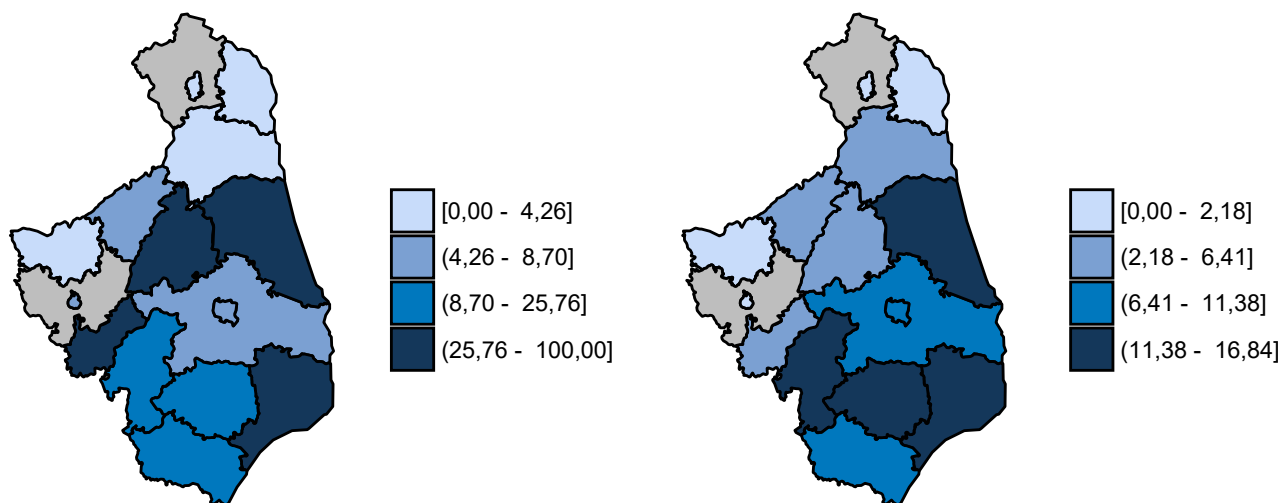 [0,00 - 4,26]
(4,26 - 8,70]
(8,70 - 25,76]
(25,76 - 100,00]
[0,00 - 2,18]
(2,18 - 6,41]
(6,41 - 11,38]
(11,38 - 16,84]